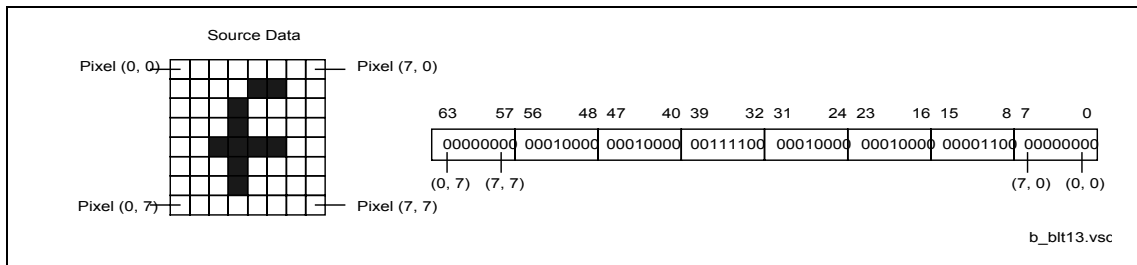 Source Data
Pixel (0, 0) Pixel (7, 0)
63 57 56 48 47 40 39 32 31 24 23 16 15 8 7 0
00000000 00010000 00010000 00111100 00010000 00010000 00001100 00000000
(0, 7) (7, 7) (7, 0) (0, 0)
Pixel (0, 7) Pixel (7, 7)
b_blt13.vsd